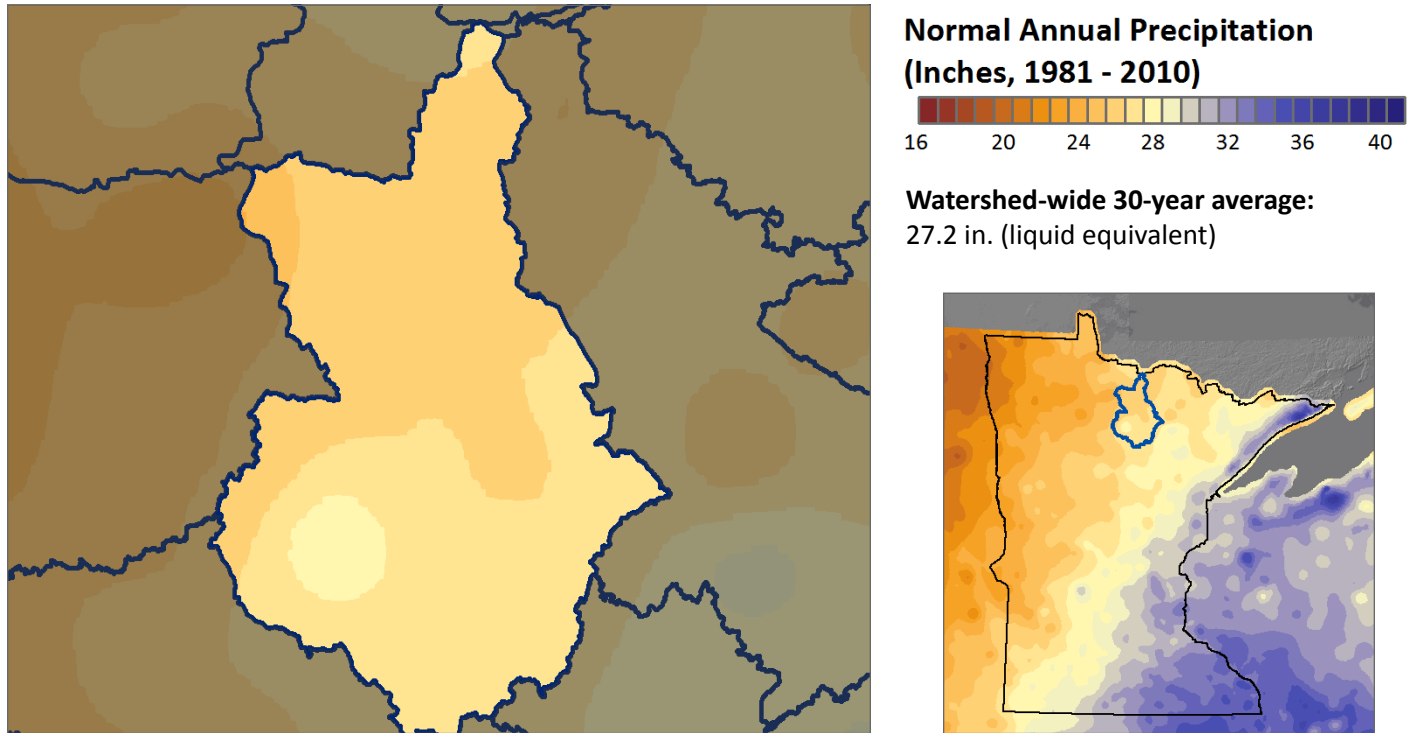 Normal Annual Precipitation
(Inches, 1981 - 2010)
16 20 24 28 32 36 40
Watershed-wide 30-year average:
27.2 in. (liquid equivalent)